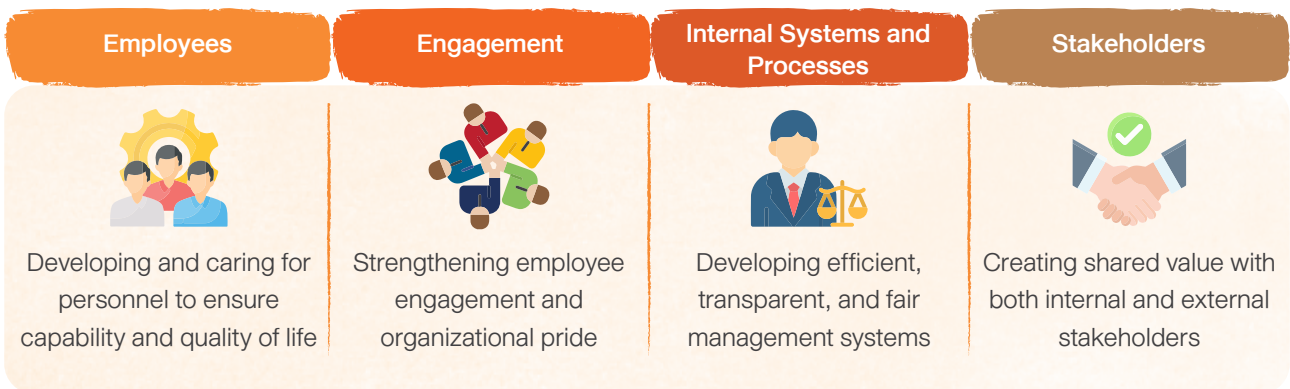 Employees
Developing and caring for
personnel to ensure
capability and quality of life
Engagement
Strengthening employee
engagement and
organizational pride
Internal Systems and
Processes
Developing efficient,
transparent, and fair
management systems
Stakeholders
Creating shared value with
both internal and external
stakeholders